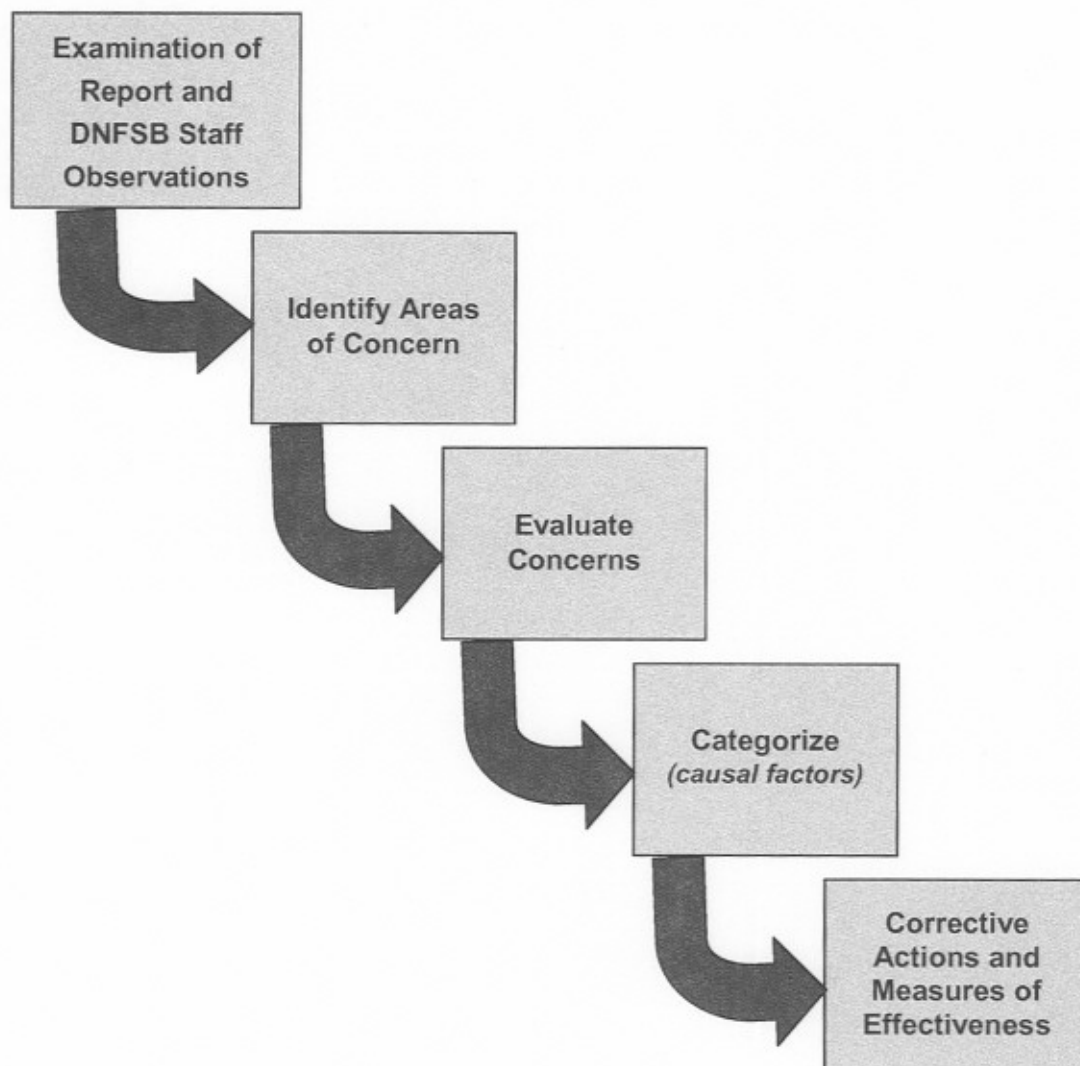 Examination of
Report and
DNFSB Staff
Observations
Identify Areas
of Concern
Evaluate
Concerns
Categorize
(causal factors)
Corrective
Actions and
Measures of
Effectiveness